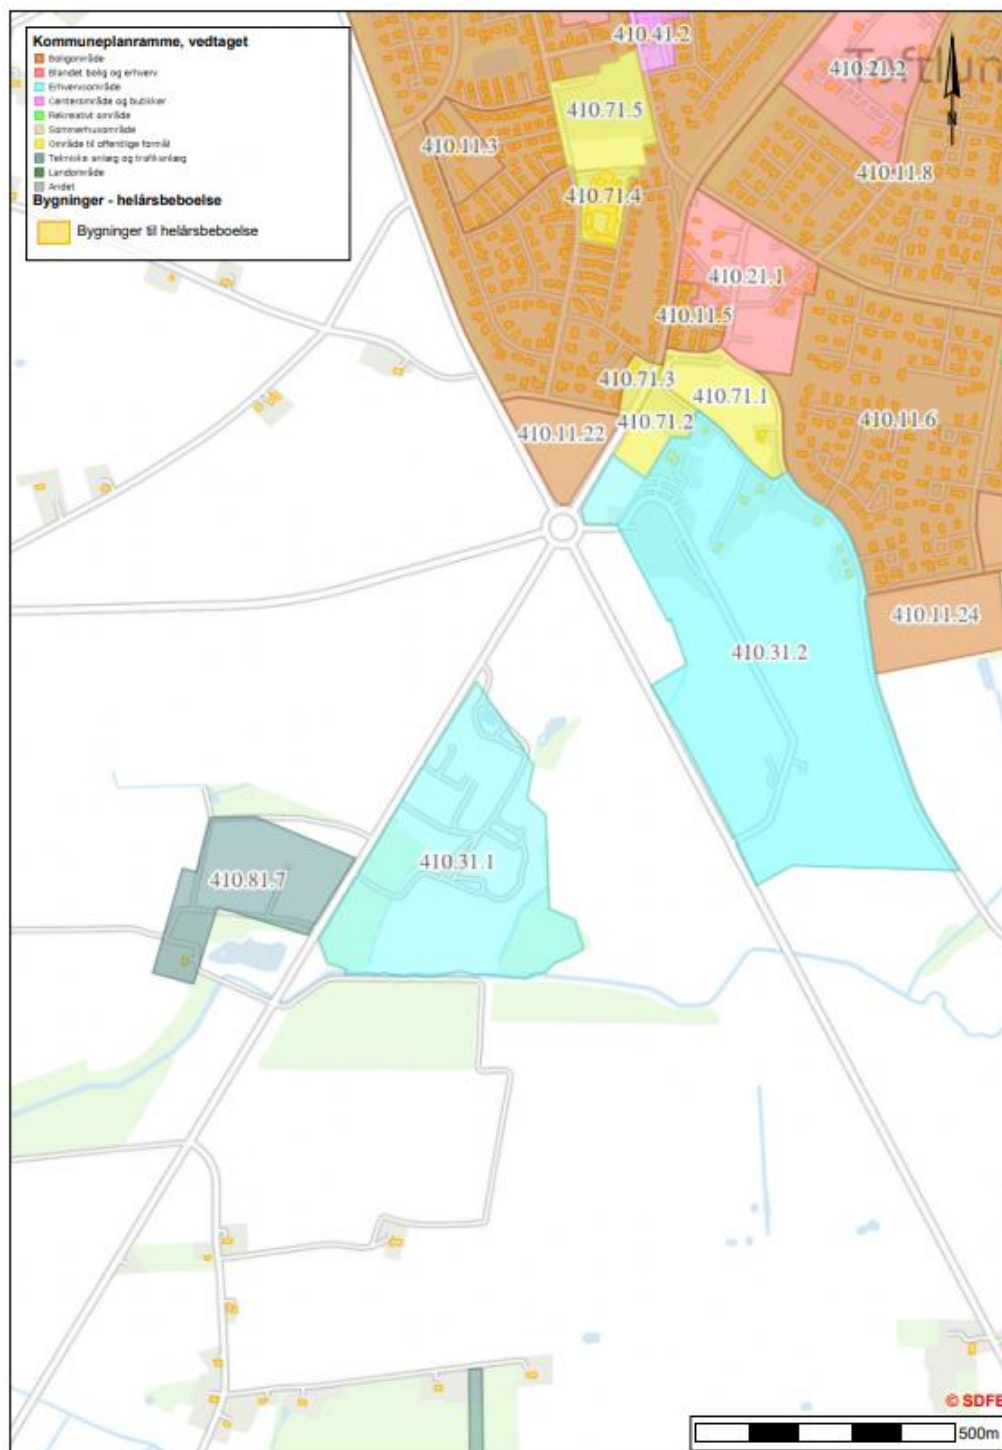 Kommuneplanramme, vedtaget
Boligområde
Blandet bolig og erhverv
Erhvervsområde
Centerområde og butikker
Rekreativt område
Sommerhusområde
Område til offentlige formål
Tekniske anlæg og trafikanlæg
Landområde
Andet
Bygninger - helårsbeboelse
Bygninger til helårsbeboelse
410.41.2
Toftlun
410.21.2
410.71.5
410.11.3
410.11.8
410.71.4
N
410.21.1
410.11.5
410.71.3
410.71.1
410.71.2
410.11.22
410.11.6
410.11.24
410.31.2
410.31.1
410.81.7
© SDFE
500m